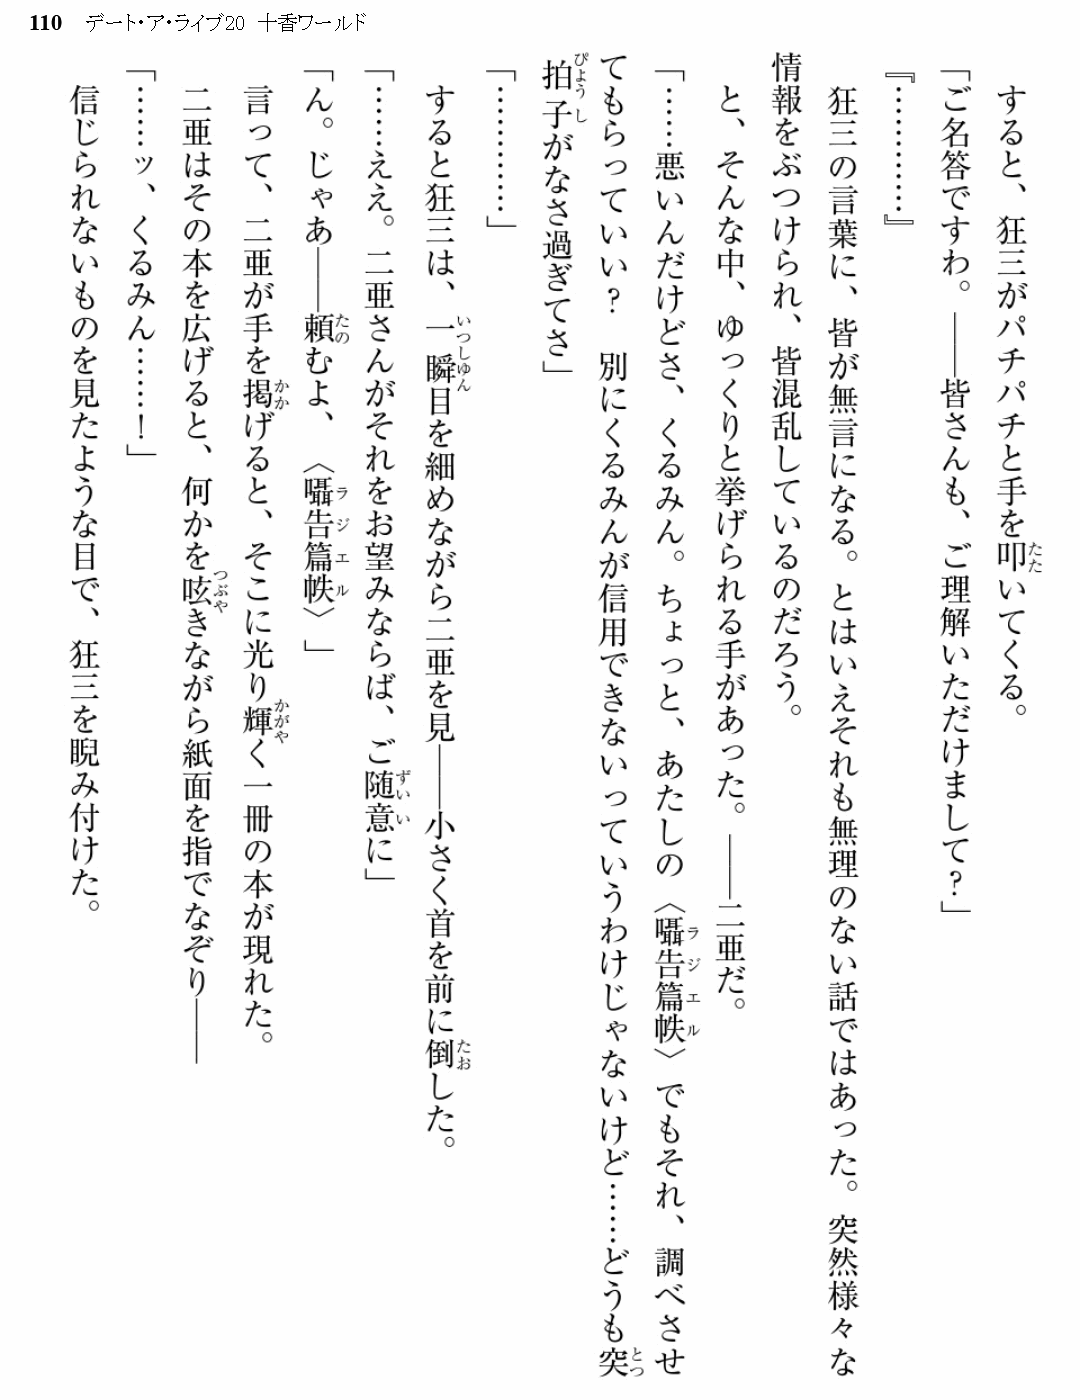 110 デート・ア・ライブ20 十香ワールド
すると、狂三がパチパチと手を叩いてくる。
「ご名答ですわ。――皆さんも、ご理解いただけまして?」
『…………』
狂三の言葉に、皆が無言になる。とはいえそれも無理のない話ではあった。突然様々な
情報をぶつけられ、皆混乱しているのだろう。
と、そんな中、ゆっくりと挙げられる手があった。――二亜だ。
「……悪いんだけどさ、くるみん。ちょっと、あたしの〈囁告篇帙〉でもそれ、調べさせ
てもらっていい? 別にくるみんが信用できないっていうわけじゃないけど……どうも突
拍子がなさ過ぎてさ」
「…………」
すると狂三は、一瞬目を細めながら二亜を見――小さく首を前に倒した。
「……ええ。二亜さんがそれをお望みならば、ご随意に」
「ん。じゃあ――頼むよ、〈囁告篇帙〉」
言って、二亜が手を掲げると、そこに光り輝く一冊の本が現れた。
二亜はその本を広げると、何かを呟きながら紙面を指でなぞり――
「……ッ、くるみん……!」
信じられないものを見たような目で、狂三を睨み付けた。